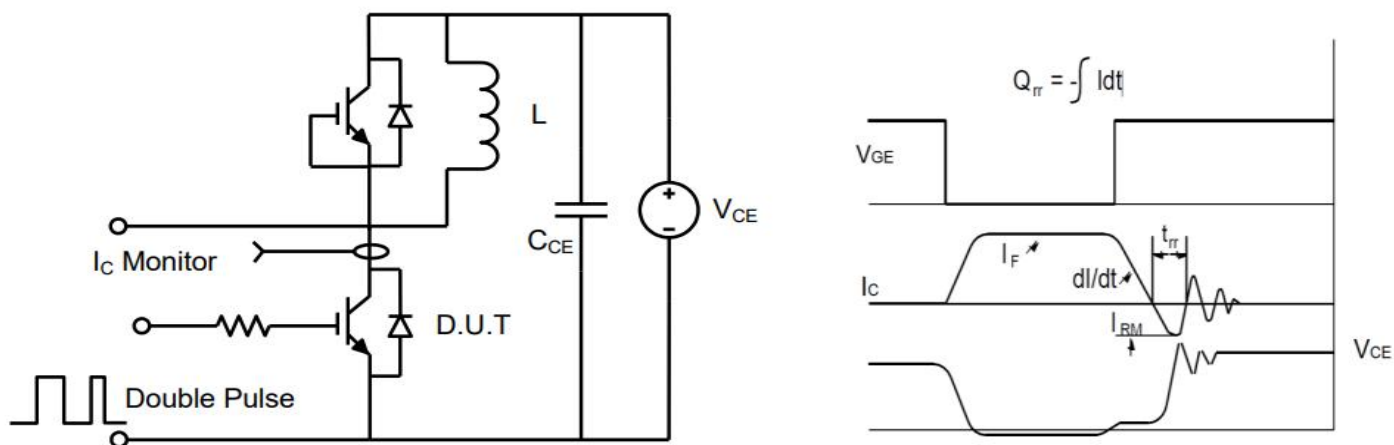 L
V_CE
C_CE
I_C Monitor
D.U.T
Double Pulse
+
-
Q_rr = -∫ Idt
V_GE
I_F
t_rr
dI/dt
I_C
I_RM
V_CE